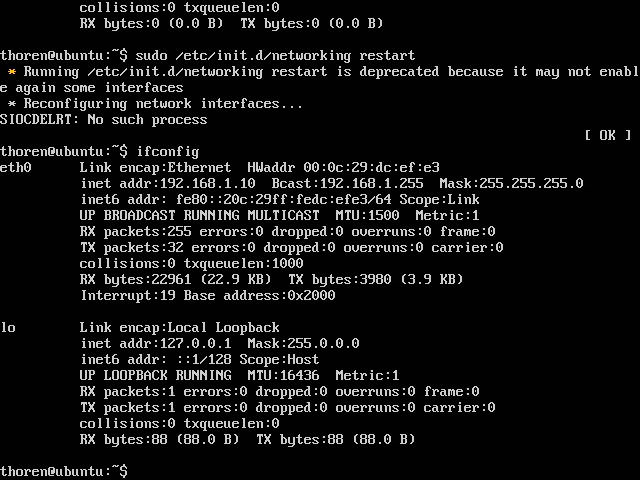 collisions:0 txqueuelen:0
RX bytes:0 (0.0 B)  TX bytes:0 (0.0 B)
thoren@ubuntu:~$ sudo /etc/init.d/networking restart
 * Running /etc/init.d/networking restart is deprecated because it may not enabl
e again some interfaces
 * Reconfiguring network interfaces...
SIOCDELRT: No such process
[ OK ]
thoren@ubuntu:~$ ifconfig
eth0      Link encap:Ethernet  HWaddr 00:0c:29:dc:ef:e3
          inet addr:192.168.1.10  Bcast:192.168.1.255  Mask:255.255.255.0
          inet6 addr: fe80::20c:29ff:fedc:efe3/64 Scope:Link
          UP BROADCAST RUNNING MULTICAST  MTU:1500  Metric:1
          RX packets:255 errors:0 dropped:0 overruns:0 frame:0
          TX packets:32 errors:0 dropped:0 overruns:0 carrier:0
          collisions:0 txqueuelen:1000
          RX bytes:22961 (22.9 KB)  TX bytes:3980 (3.9 KB)
          Interrupt:19 Base address:0x2000
lo        Link encap:Local Loopback
          inet addr:127.0.0.1  Mask:255.0.0.0
          inet6 addr: ::1/128 Scope:Host
          UP LOOPBACK RUNNING  MTU:16436  Metric:1
          RX packets:1 errors:0 dropped:0 overruns:0 frame:0
          TX packets:1 errors:0 dropped:0 overruns:0 carrier:0
          collisions:0 txqueuelen:0
          RX bytes:88 (88.0 B)  TX bytes:88 (88.0 B)
thoren@ubuntu:~$